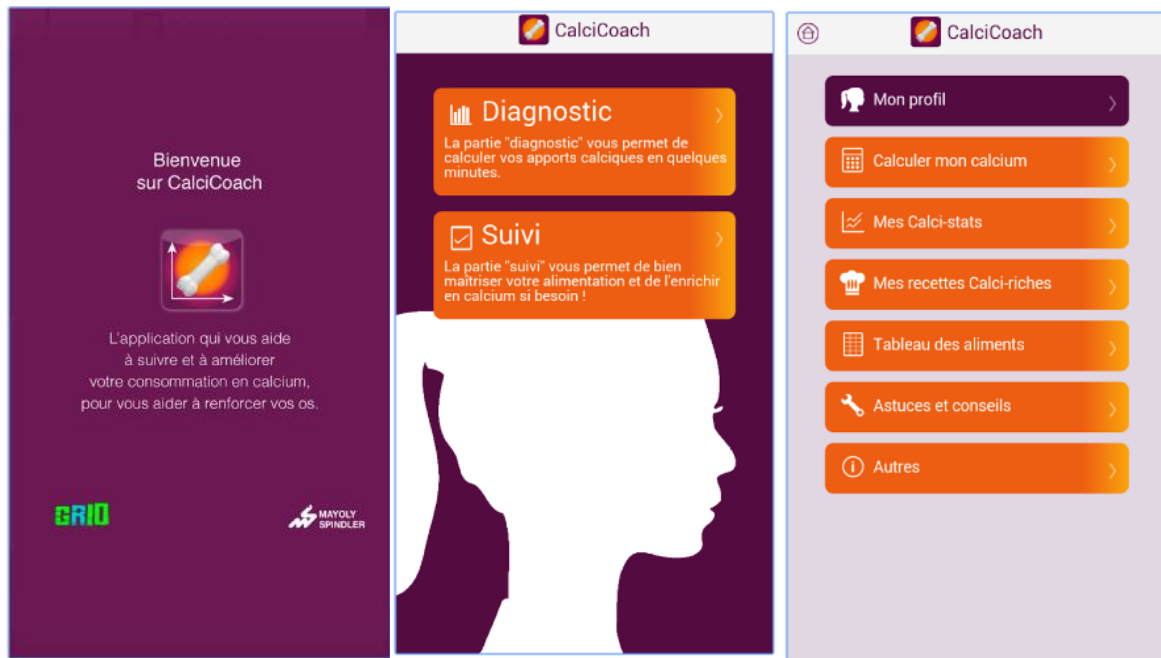 Bienvenue
sur CalciCoach
L'application qui vous aide
à suivre et à améliorer
votre consommation en calcium,
pour vous aider à renforcer vos os.
GRIO
MAYOLY
SPINDLER
CalciCoach
Diagnostic
La partie "diagnostic" vous permet de
calculer vos apports calciques en quelques
minutes.
Suivi
La partie "suivi" vous permet de bien
maîtriser votre alimentation et de l'enrichir
en calcium si besoin !
CalciCoach
Mon profil
Calculer mon calcium
Mes Calci-stats
Mes recettes Calci-riches
Tableau des aliments
Astuces et conseils
Autres